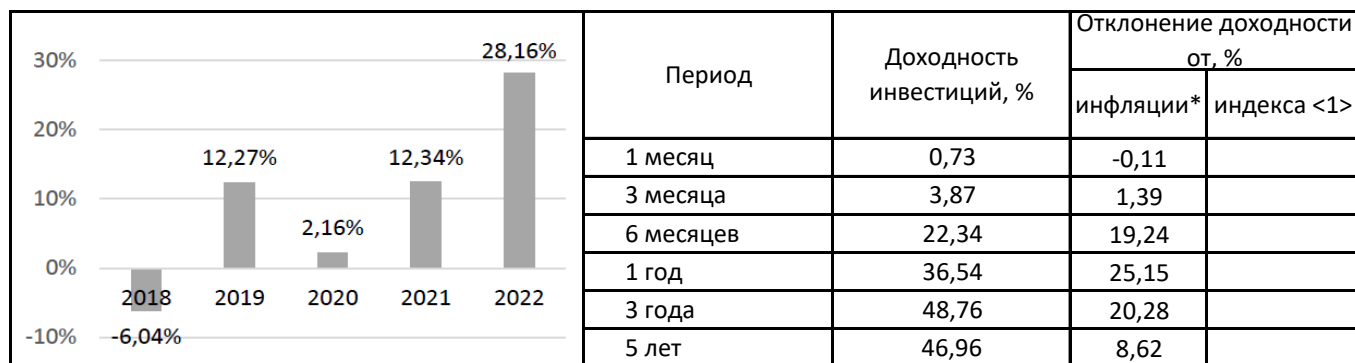 30%
20%
10%
0%
-10%
28,16%
12,27%
12,34%
2,16%
2018
2019
2020
2021
2022
-6,04%
Период
Доходность
инвестиций, %
Отклонение доходности
от, %
инфляции*
индекса <1>
1 месяц 0,73 -0,11
3 месяца 3,87 1,39
6 месяцев 22,34 19,24
1 год 36,54 25,15
3 года 48,76 20,28
5 лет 46,96 8,62